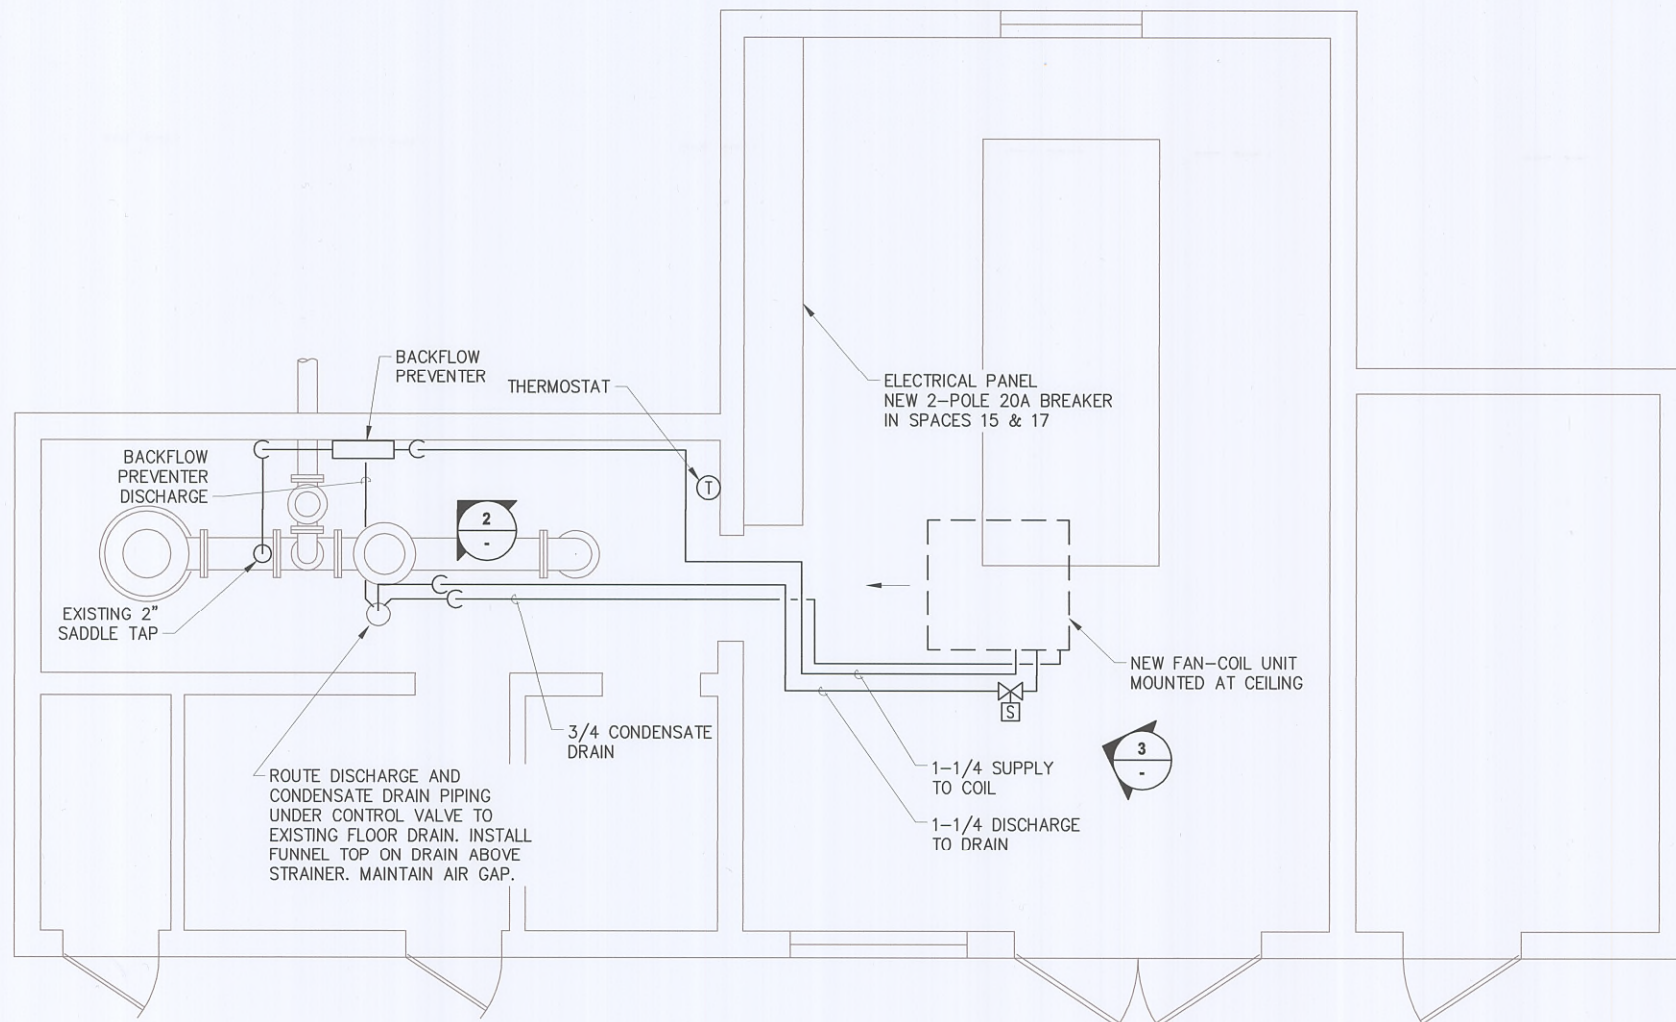 BACKFLOW
PREVENTER
THERMOSTAT
ELECTRICAL PANEL
NEW 2-POLE 20A BREAKER
IN SPACES 15 & 17
BACKFLOW
PREVENTER
DISCHARGE
T
2
-
EXISTING 2"
SADDLE TAP
NEW FAN-COIL UNIT
MOUNTED AT CEILING
S
3/4 CONDENSATE
DRAIN
3
-
1-1/4 SUPPLY
TO COIL
ROUTE DISCHARGE AND
CONDENSATE DRAIN PIPING
UNDER CONTROL VALVE TO
EXISTING FLOOR DRAIN. INSTALL
FUNNEL TOP ON DRAIN ABOVE
STRAINER. MAINTAIN AIR GAP.
1-1/4 DISCHARGE
TO DRAIN